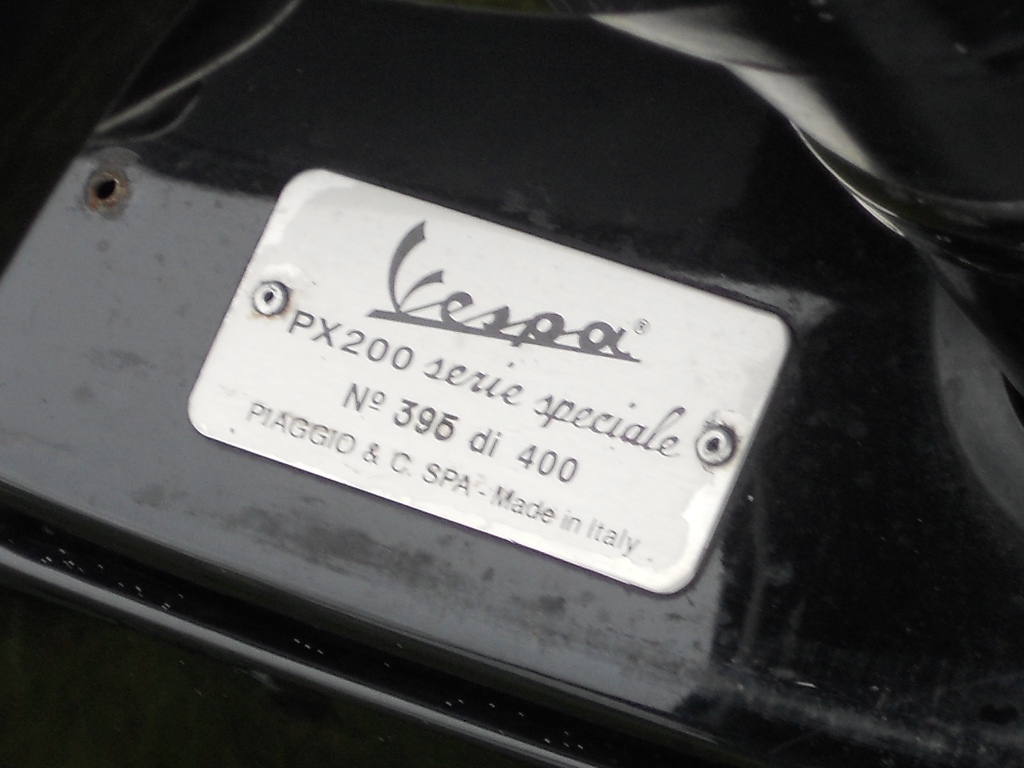 Vespa®
PX200 serie speciale
Nº 395 di 400
PIAGGIO & C. SPA - Made in Italy